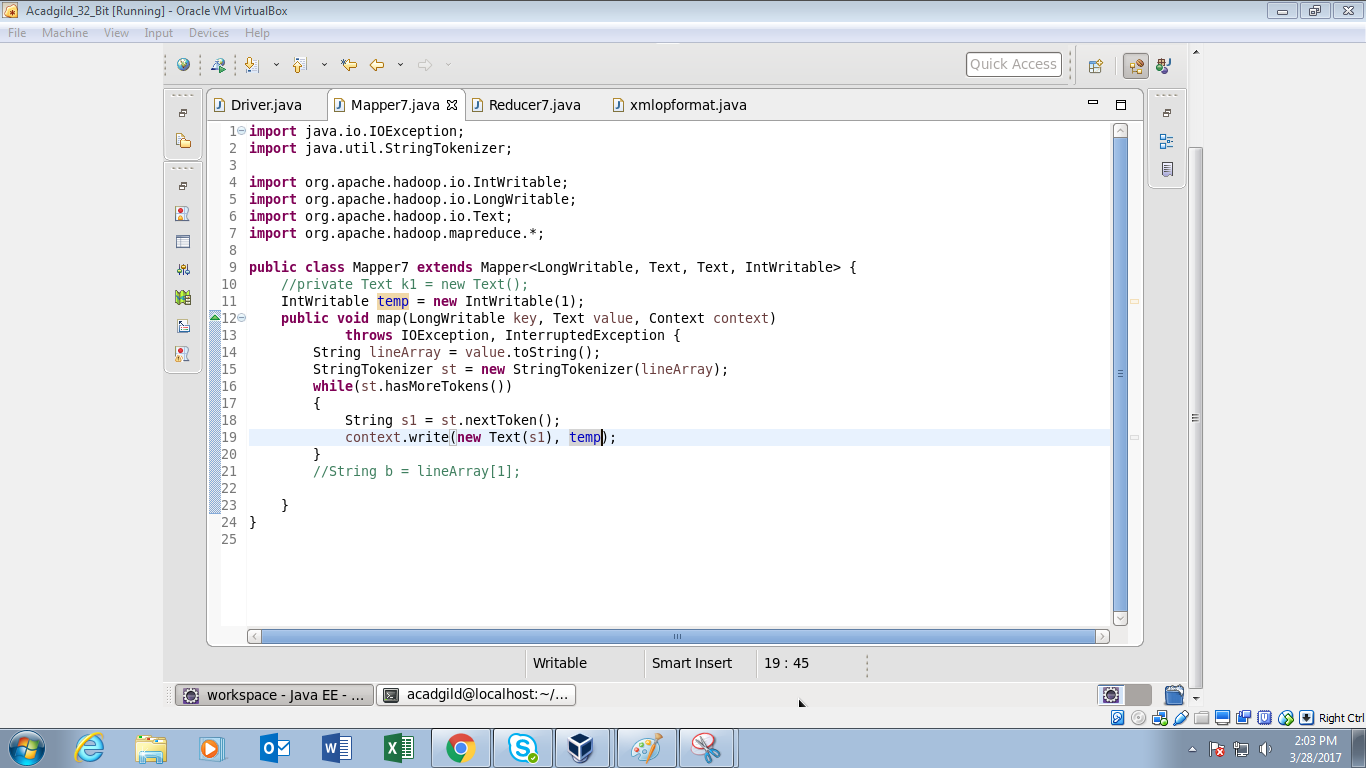 Acadgild_32_Bit [Running] - Oracle VM VirtualBox
File Machine View Input Devices Help
Quick Access
Driver.java Mapper7.java Reducer7.java xmlopformat.java
1 import java.io.IOException;
2 import java.util.StringTokenizer;
3
4 import org.apache.hadoop.io.IntWritable;
5 import org.apache.hadoop.io.LongWritable;
6 import org.apache.hadoop.io.Text;
7 import org.apache.hadoop.mapreduce.*;
8
9 public class Mapper7 extends Mapper<LongWritable, Text, Text, IntWritable> {
10 //private Text k1 = new Text();
11 IntWritable temp = new IntWritable(1);
12 public void map(LongWritable key, Text value, Context context)
13 throws IOException, InterruptedException {
14 String lineArray = value.toString();
15 StringTokenizer st = new StringTokenizer(lineArray);
16 while(st.hasMoreTokens())
17 {
18 String s1 = st.nextToken();
19 context.write(new Text(s1), temp);
20 }
21 //String b = lineArray[1];
22
23 }
24 }
25
Writable Smart Insert 19 : 45
workspace - Java EE - ... acadgild@localhost:~/...
Right Ctrl
2:03 PM
3/28/2017